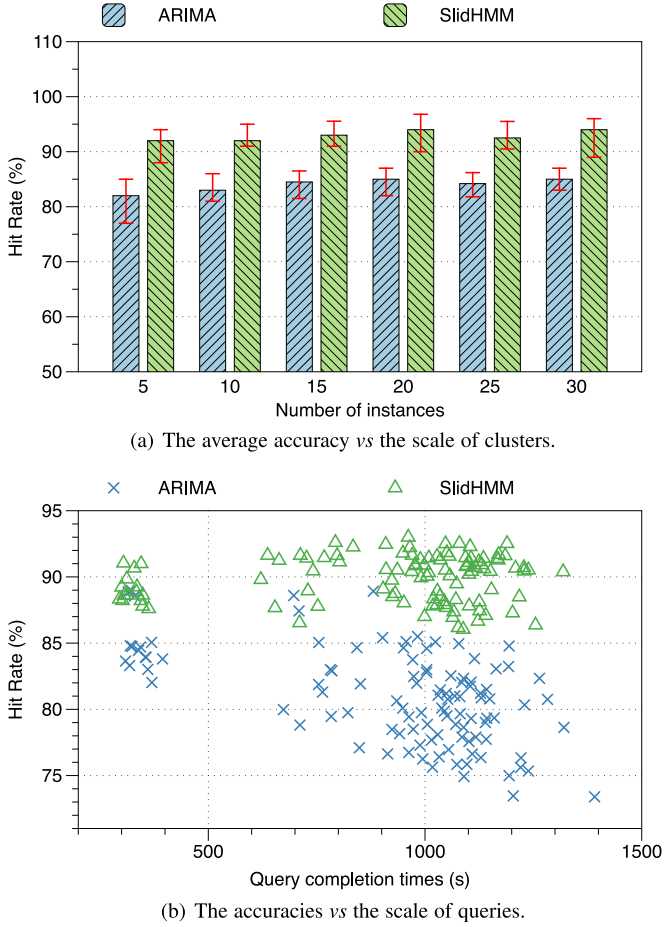 ARIMA SlidHMM
110
100
90
80
70
60
50
Hit Rate (%)
5 10 15 20 25 30
Number of instances
(a) The average accuracy vs the scale of clusters.
ARIMA SlidHMM
95
90
85
80
75
Hit Rate (%)
500 1000 1500
Query completion times (s)
(b) The accuracies vs the scale of queries.